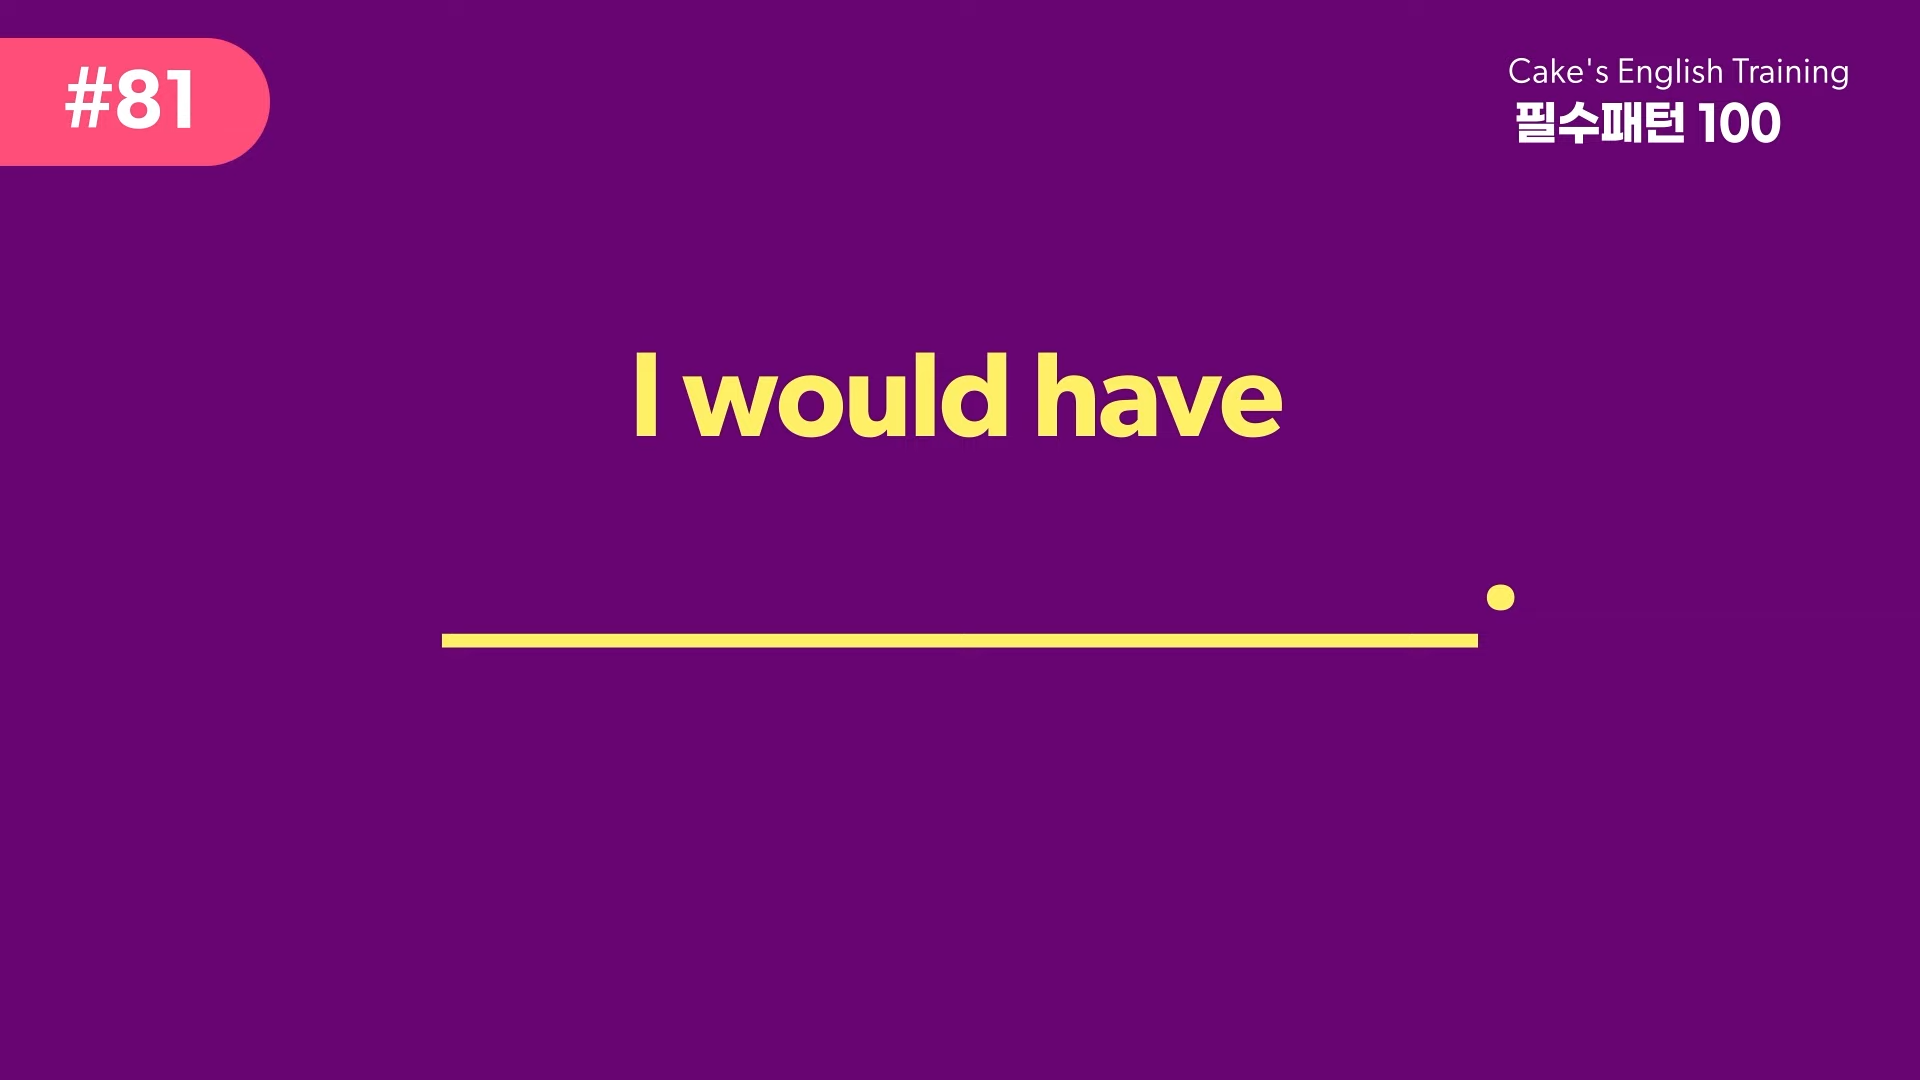 #81
Cake's English Training
필수패턴 100
I would have
.